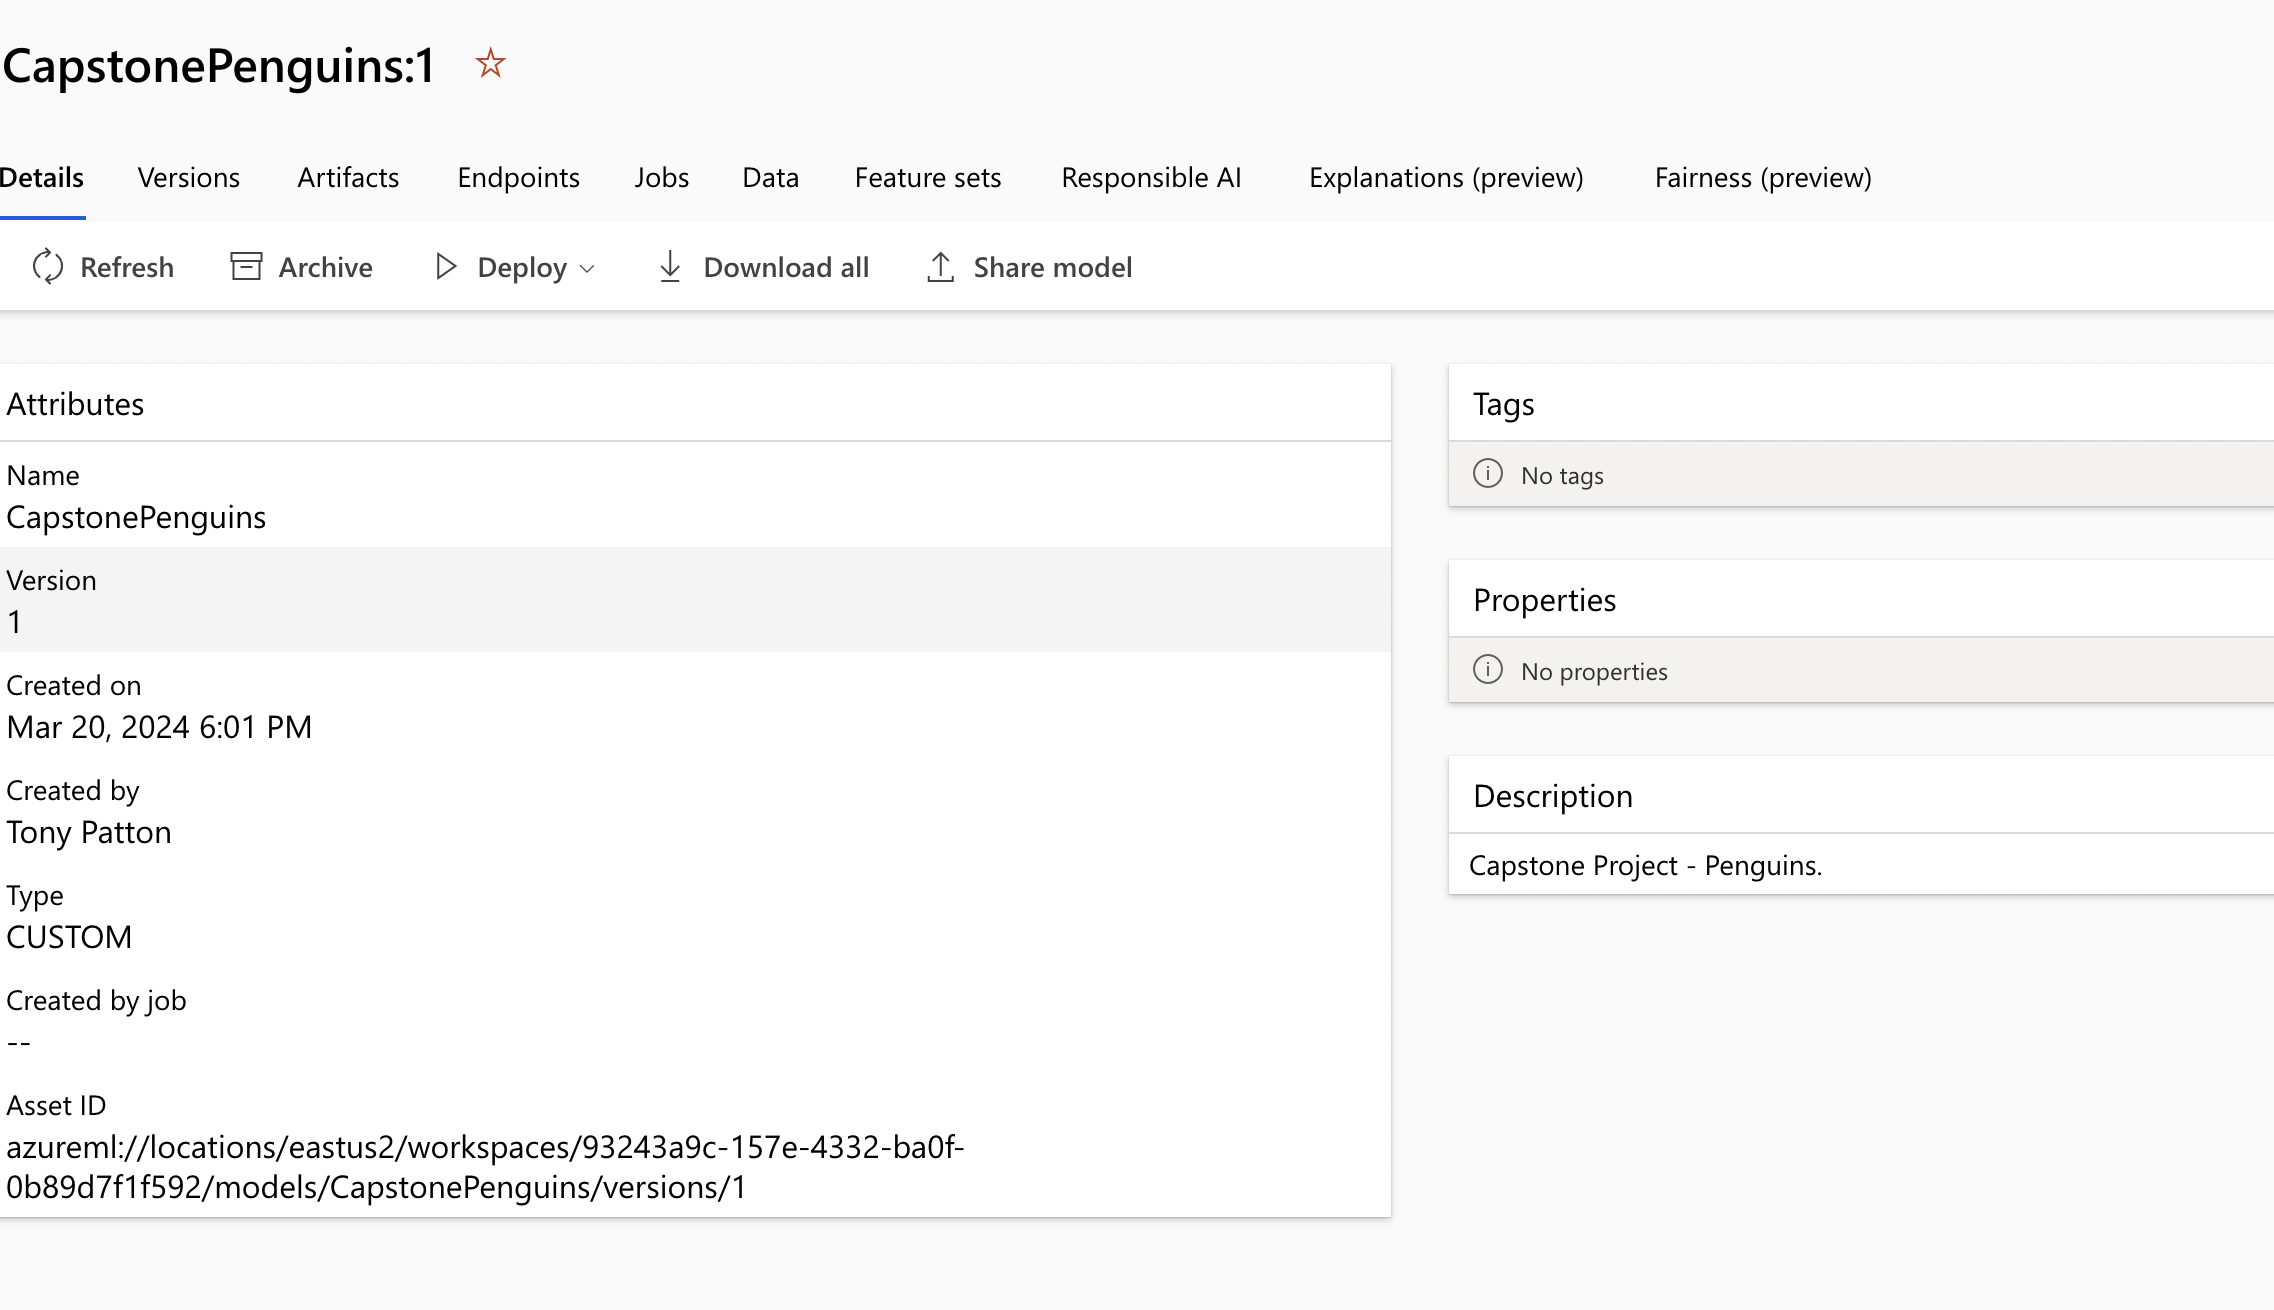 CapstonePenguins:1
Details Versions Artifacts Endpoints Jobs Data Feature sets Responsible AI Explanations (preview) Fairness (preview)
Refresh Archive Deploy Download all Share model
Attributes
Name
CapstonePenguins
Version
1
Created on
Mar 20, 2024 6:01 PM
Created by
Tony Patton
Type
CUSTOM
Created by job
--
Asset ID
azureml://locations/eastus2/workspaces/93243a9c-157e-4332-ba0f-
0b89d7f1f592/models/CapstonePenguins/versions/1
Tags
No tags
Properties
No properties
Description
Capstone Project - Penguins.